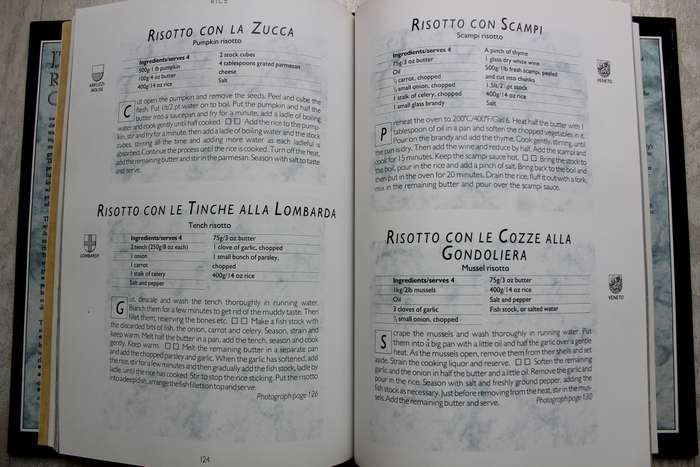 RICE
RISOTTO CON LA ZUCCA
Pumpkin risotto
Ingredients/serves 4
500g/1 lb pumpkin
100g/4 oz butter
400g/14 oz rice
2 stock cubes
4 tablespoons grated parmesan
cheese
Salt
ABRUZZI
MOLISE
Cut open the pumpkin and remove the seeds. Peel and cube the
flesh. Put 1lt/2 pt water on to boil. Put the pumpkin and half the
butter into a saucepan and fry for a minute, add a ladle of boiling
water and cook gently until half cooked. □ □ Add the rice to the pump-
kin, stir and fry for a minute, then add a ladle of boiling water and the stock
cubes, stirring all the time and adding more water as each ladleful is
absorbed. Continue the process until the rice is cooked. Turn off the heat,
add the remaining butter and stir in the parmesan. Season with salt to taste
and serve.
RISOTTO CON LE TINCHE ALLA LOMBARDA
Tench risotto
Ingredients/serves 4
2 tench (250g/8 oz each)
1 onion
1 carrot
1 stalk of celery
Salt and pepper
75g/3 oz butter
1 clove of garlic, chopped
1 small bunch of parsley,
chopped
400g/14 oz rice
LOMBARDY
Gut, descale and wash the tench thoroughly in running water.
Blanch them for a few minutes to get rid of the muddy taste. Then
fillet them, reserving the bones etc. □ □ Make a fish stock with
the discarded bits of fish, the onion, carrot and celery. Season, strain and
keep warm. Melt half the butter in a pan, add the tench, season and cook
gently. Keep warm. □ □ Melt the remaining butter in a separate pan
and add the chopped parsley and garlic. When the garlic has softened, add
the rice, stir for a few minutes and then gradually add the fish stock, ladle by
ladle, until the rice has cooked. Stir to stop the rice sticking. Put the risotto
into a deep dish, arrange the fish fillets on top and serve.
Photograph page 126
124
RISOTTO CON SCAMPI
Scampi risotto
Ingredients/serves 4
75g/3 oz butter
Oil
½ carrot, chopped
½ small onion, chopped
1 stalk of celery, chopped
1 small glass brandy
A pinch of thyme
1 glass dry white wine
500g/1lb fresh scampi, peeled
and cut into chunks
1.5lt/2½pt stock
400g/14 oz rice
Salt
VENETO
Preheat the oven to 200°C/400°F/Gas 6. Heat half the butter with 1
tablespoon of oil in a pan and soften the chopped vegetables in it.
Pour on the brandy and add the thyme. Cook gently, stirring, until
the pan is dry. Then add the wine and reduce by half. Add the scampi and
cook for 15 minutes. Keep the scampi sauce hot. □ □ Bring the stock to
the boil, pour in the rice and add a pinch of salt. Bring back to the boil and
then put in the oven for 20 minutes. Drain the rice, fluff it out with a fork,
mix in the remaining butter and pour over the scampi sauce.
RISOTTO CON LE COZZE ALLA
GONDOLIERA
Mussel risotto
Ingredients/serves 4
1kg/2lb mussels
Oil
3 cloves of garlic
½ small onion, chopped
75g/3 oz butter
400g/14 oz rice
Salt and pepper
Fish stock, or salted water
VENETO
Scrape the mussels and wash thoroughly in running water. Put
them into a big pan with a little oil and half the garlic over a gentle
heat. As the mussels open, remove them from their shells and set
aside. Strain the cooking liquor and reserve. □ □ Soften the remaining
garlic and the onion in half the butter and a little oil. Remove the garlic and
pour in the rice. Season with salt and freshly ground pepper, adding the
fish stock as necessary. Just before removing from the heat, stir in the mus-
sels. Add the remaining butter and serve.
Photograph page 130